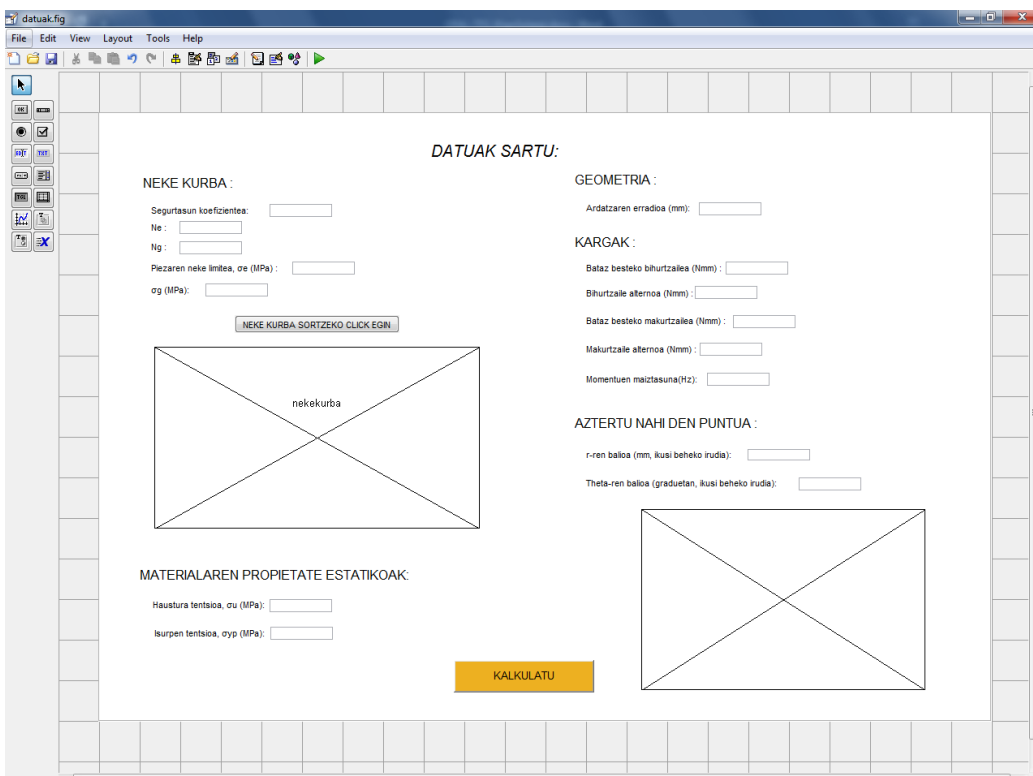 datuak.fig
File Edit View Layout Tools Help
DATUAK SARTU:
NEKE KURBA :
Segurtasun koefizientea:
Ne :
Ng :
Piezaren neke limitea, σe (MPa) :
σg (MPa):
NEKE KURBA SORTZEKO CLICK EGIN
nekekurba
MATERIALAREN PROPIETATE ESTATIKOAK:
Haustura tentsioa, σu (MPa):
Isurpen tentsioa, σyp (MPa):
GEOMETRIA :
Ardatzaren erradioa (mm):
KARGAK :
Bataz besteko bihurtzailea (Nmm) :
Bihurtzaile alternoa (Nmm) :
Bataz besteko makurtzailea (Nmm) :
Makurtzaile alternoa (Nmm) :
Momentuen maiztasuna(Hz):
AZTERTU NAHI DEN PUNTUA :
r-ren balioa (mm, ikusi beheko irudia):
Theta-ren balioa (graduetan, ikusi beheko irudia):
KALKULATU